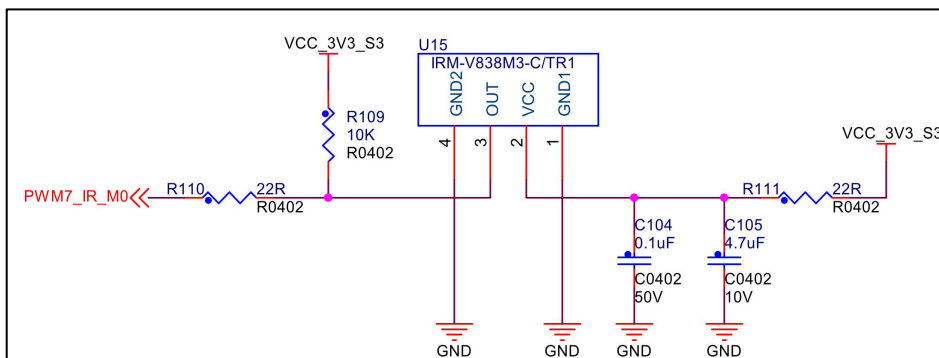 VCC_3V3_S3
U15
IRM-V838M3-C/TR1
GND2
OUT
VCC
GND1
4
3
2
1
R109
10K
R0402
VCC_3V3_S3
PWM7_IR_M0
R110
22R
R0402
R111
22R
R0402
C104
0.1uF
C0402
50V
C105
4.7uF
C0402
10V
GND
GND
GND
GND